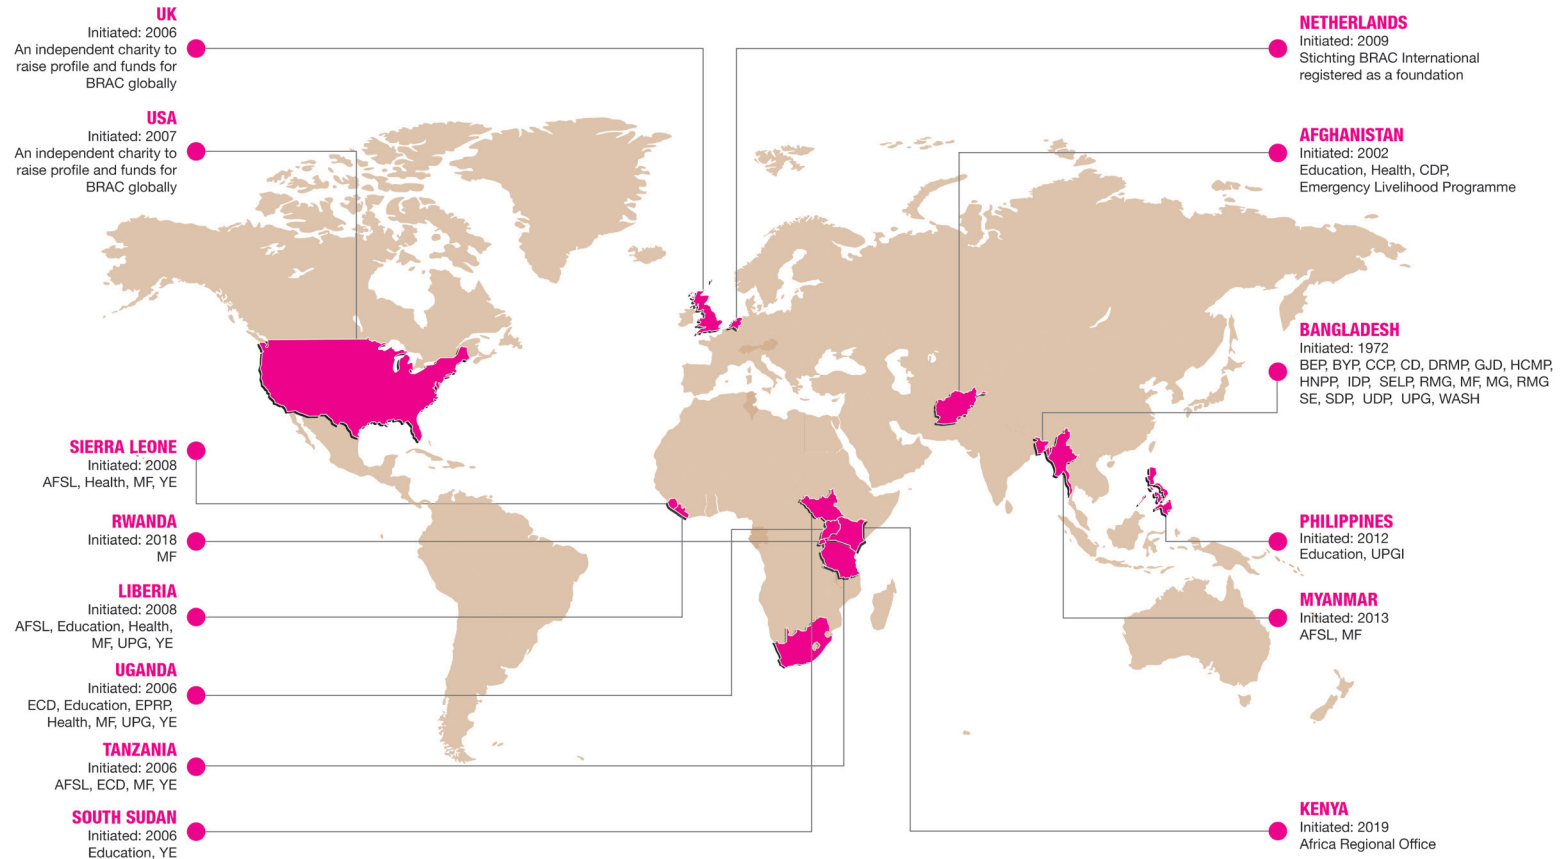 UK
Initiated: 2006
An independent charity to
raise profile and funds for
BRAC globally
USA
Initiated: 2007
An independent charity to
raise profile and funds for
BRAC globally
SIERRA LEONE
Initiated: 2008
AFSL, Health, MF, YE
RWANDA
Initiated: 2018
MF
LIBERIA
Initiated: 2008
AFSL, Education, Health,
MF, UPG, YE
UGANDA
Initiated: 2006
ECD, Education, EPRP,
Health, MF, UPG, YE
TANZANIA
Initiated: 2006
AFSL, ECD, MF, YE
SOUTH SUDAN
Initiated: 2006
Education, YE
NETHERLANDS
Initiated: 2009
Stichting BRAC International
registered as a foundation
AFGHANISTAN
Initiated: 2002
Education, Health, CDP,
Emergency Livelihood Programme
BANGLADESH
Initiated: 1972
BEP, BYP, CCP, CD, DRMP, GJD, HCMP,
HNPP, IDP, SELP, RMG, MF, MG, RMG
SE, SDP, UDP, UPG, WASH
PHILIPPINES
Initiated: 2012
Education, UPGI
MYANMAR
Initiated: 2013
AFSL, MF
KENYA
Initiated: 2019
Africa Regional Office